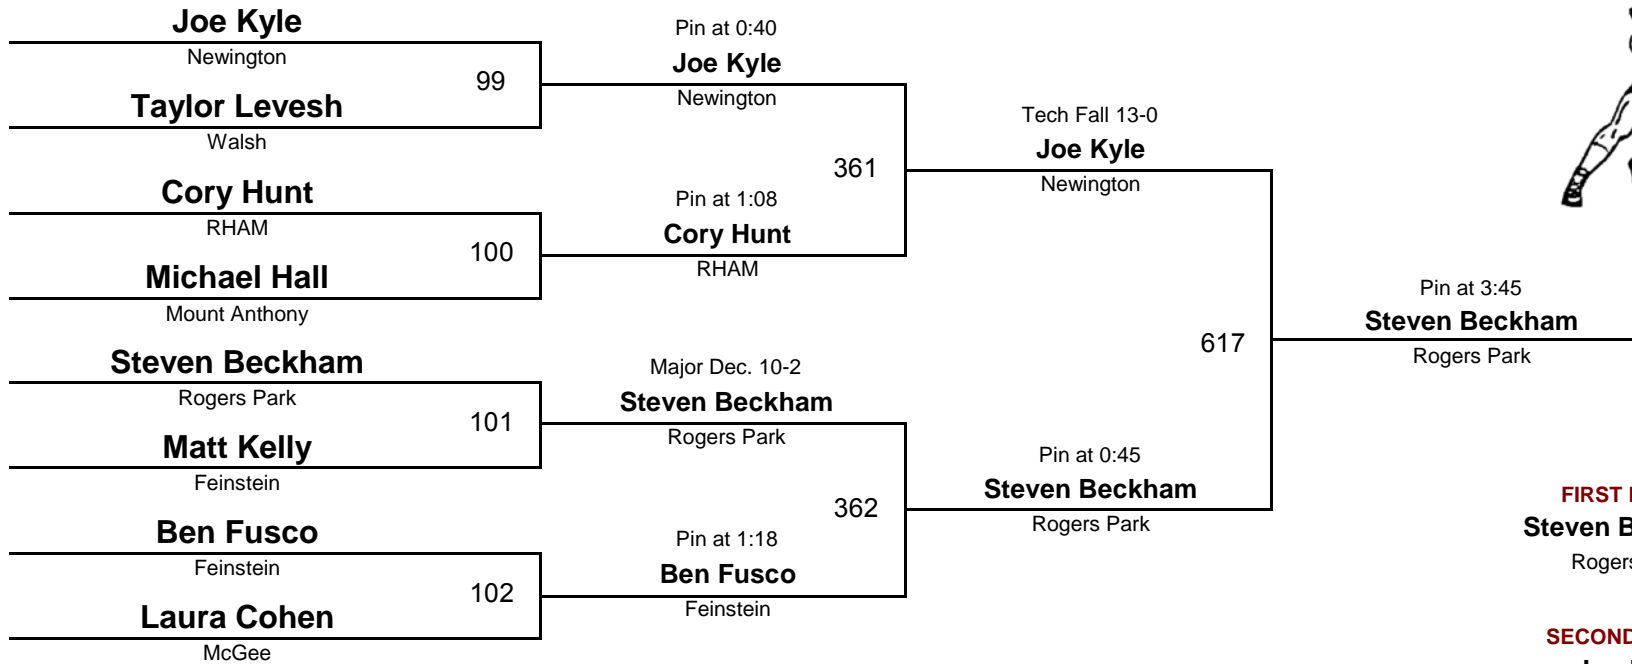 Joe Kyle
Newington
99
Taylor Levesh
Walsh
Cory Hunt
RHAM
100
Michael Hall
Mount Anthony
Steven Beckham
Rogers Park
101
Matt Kelly
Feinstein
Ben Fusco
Feinstein
102
Laura Cohen
McGee
Pin at 0:40
Joe Kyle
Newington
361
Pin at 1:08
Cory Hunt
RHAM
Major Dec. 10-2
Steven Beckham
Rogers Park
362
Pin at 1:18
Ben Fusco
Feinstein
Tech Fall 13-0
Joe Kyle
Newington
617
Pin at 0:45
Steven Beckham
Rogers Park
Pin at 3:45
Steven Beckham
Rogers Park
FIRST
Steven B
Rogers
SECOND